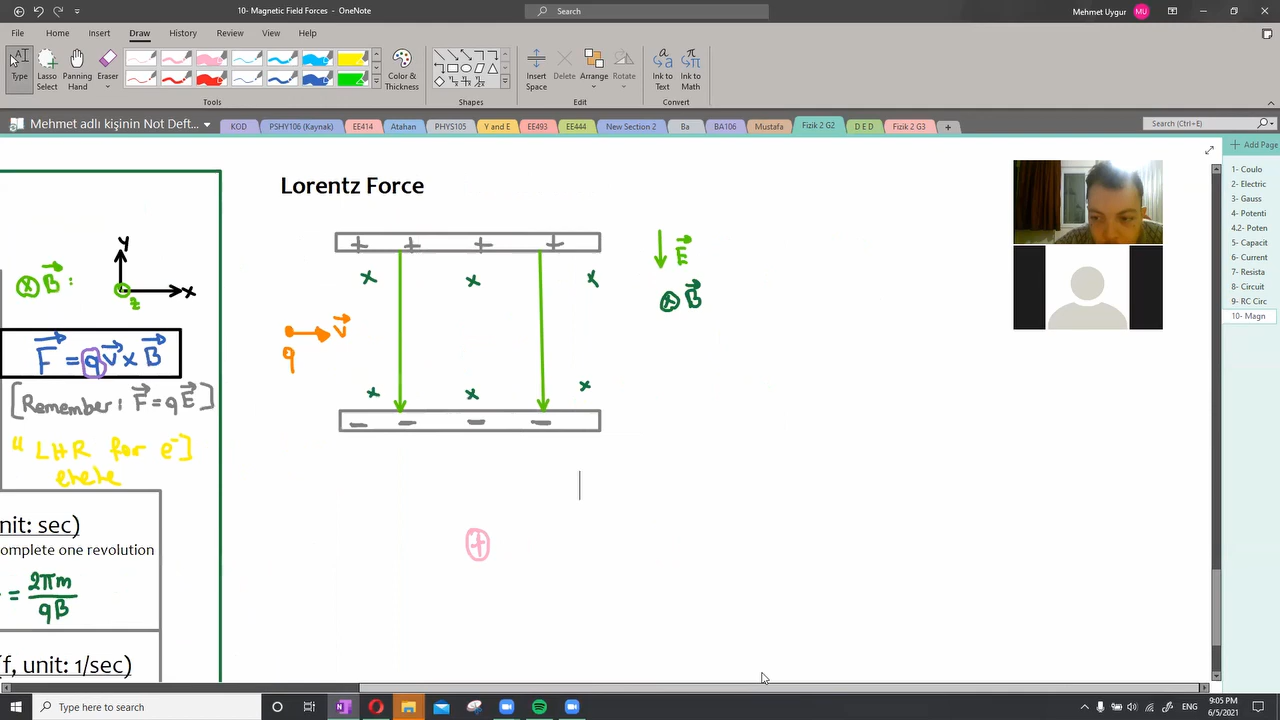 10- Magnetic Field Forces - OneNote
Search
Mehmet Uygur
MU
File Home Insert Draw History Review View Help
Type
Lasso Select
Panning Hand
Eraser
Color & Thickness
Insert Space
Delete
Arrange
Rotate
Ink to Text
Ink to Math
Tools
Shapes
Edit
Convert
Mehmet adlı kişinin Not Deft...
KOD PSHY106 (Kaynak) EE414 Atahan PHYS105 Y and E EE493 EE444 New Section 2 Ba BA106 Mustafa Fizik 2 G2 D E D Fizik 2 G3
Search (Ctrl+E)
Add Page
1- Coulo
2- Electric
3- Gauss
4- Potenti
4.2- Poten
5- Capacit
6- Current
7- Resista
8- Circuit
9- RC Circ
10- Magn
Lorentz Force
+ + + +
x x x
E
B
V
q
x x x
- - - -
+
B :
y
x
z
F = qV x B
[Remember: F = qE]
" LHR for e⁻]
nit: sec)
omplete one revolution
= 2πm / qB
f, unit: 1/sec)
Type here to search
ENG
9:05 PM
6/5/2021